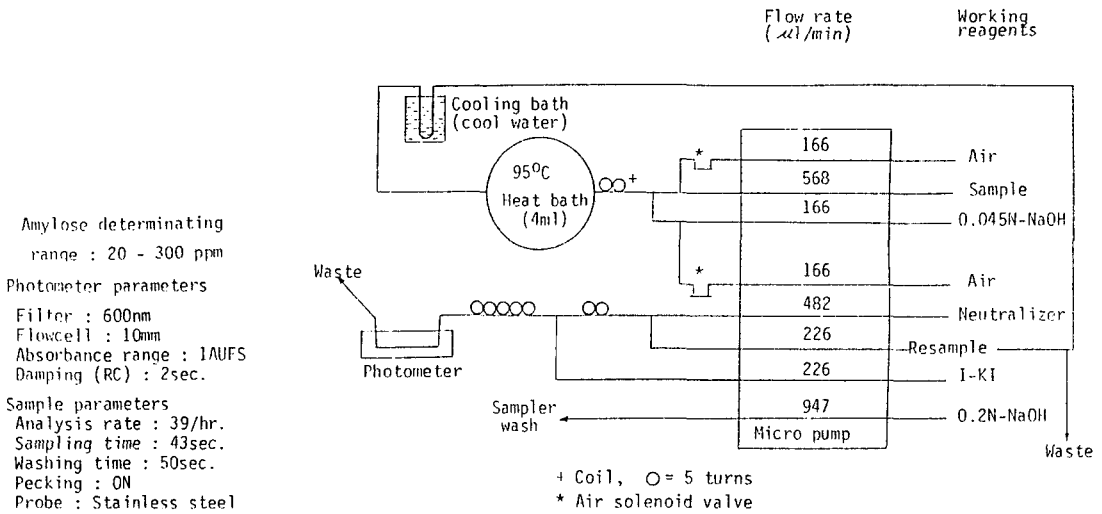 Flow rate
(μl/min)
Working
reagents
Cooling bath
(cool water)
95°C
Heat bath
(4ml)
+
*
166
Air
568
Sample
166
0.045N-NaOH
*
166
Air
482
Neutralizer
226
Resample
226
I-KI
947
0.2N-NaOH
Micro pump
Sampler
wash
Waste
Waste
Photometer
+ Coil, O= 5 turns
* Air solenoid valve
Amylose determinating
range : 20 - 300 ppm
Photometer parameters
Filter : 600nm
Flowcell : 10mm
Absorbance range : 1AUFS
Damping (RC) : 2sec.
Sample parameters
Analysis rate : 39/hr.
Sampling time : 43sec.
Washing time : 50sec.
Pecking : ON
Probe : Stainless steel